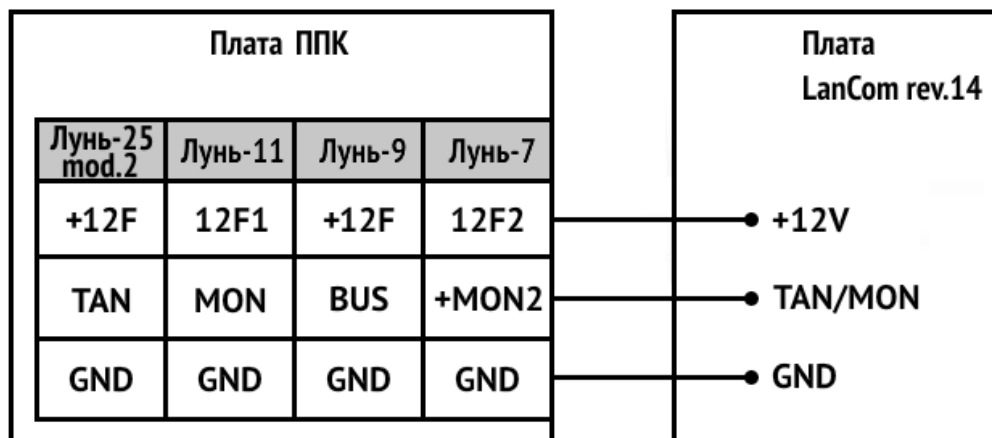 Плата ППК
Плата
LanCom rev.14
Лунь-25 mod.2 Лунь-11 Лунь-9 Лунь-7
+12F 12F1 +12F 12F2 +12V
TAN MON BUS +MON2 TAN/MON
GND GND GND GND GND